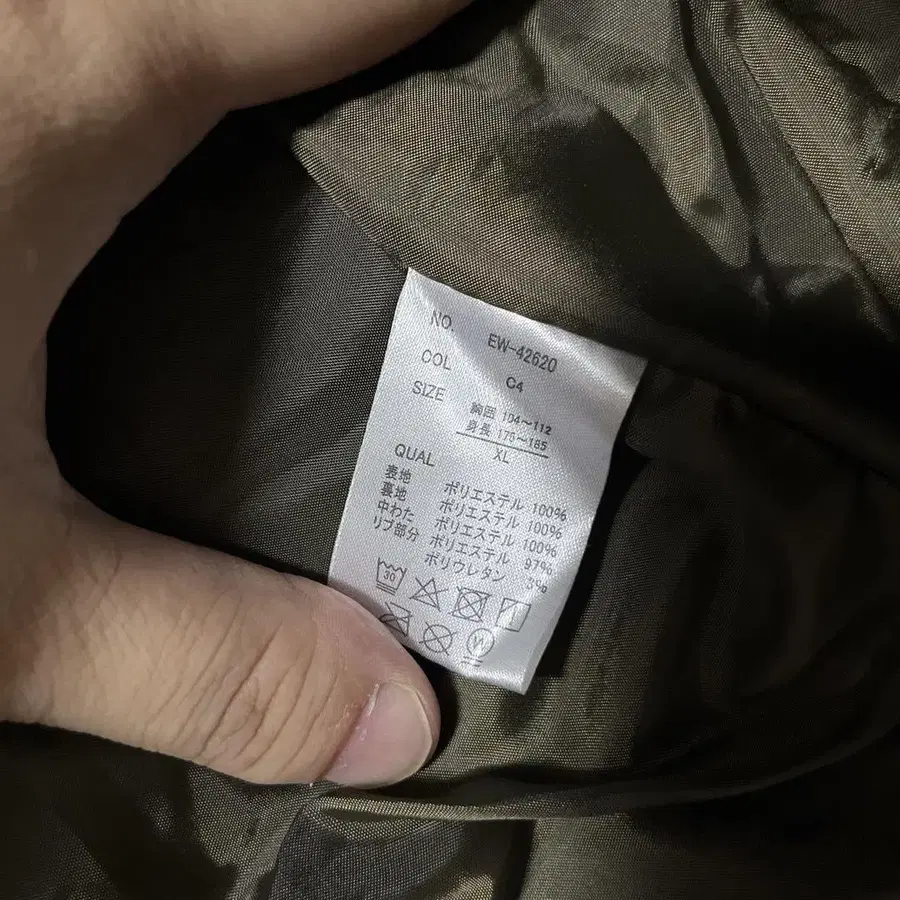 NO. EW-42620
COL C4
SIZE 胸囲 104~112
身長 175~185
XL
QUAL
表地 ポリエステル 100%
裏地 ポリエステル 100%
中わた ポリエステル 100%
リブ部分 ポリエステル 97%
ポリウレタン 3%
30
W